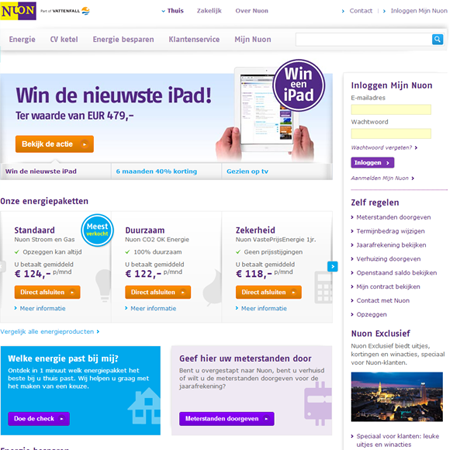 NUON
Part of VATTENFALL
Thuis Zakelijk Over Nuon
Contact Inloggen Mijn Nuon
Energie CV ketel Energie besparen Klantenservice Mijn Nuon
Win de nieuwste iPad!
Ter waarde van EUR 479,-
Bekijk de actie
Win een iPad
Win de nieuwste iPad 6 maanden 40% korting Gezien op tv
Onze energiepakketten
Meest verkocht
Standaard
Nuon Stroom en Gas
Opzeggen kan altijd
U betaalt gemiddeld
€ 124,- p/mnd
Direct afsluiten
Meer informatie
Duurzaam
Nuon CO2 OK Energie
100% duurzaam
U betaalt gemiddeld
€ 122,- p/mnd
Direct afsluiten
Meer informatie
Zekerheid
Nuon VastePrijsEnergie 1jr.
Geen prijsstijgingen
U betaalt gemiddeld
€ 118,- p/mnd
Direct afsluiten
Meer informatie
Vergelijk alle energieproducten
Welke energie past bij mij?
Ontdek in 1 minuut welk energiepakket het
beste bij u thuis past. Wij helpen u graag met
het maken van een keuze.
Doe de check
Geef hier uw meterstanden door
Bent u overgestapt naar Nuon, bent u verhuisd
of wilt u de meterstanden doorgeven voor de
jaarafrekening?
Meterstanden doorgeven
Energie besparen
Inloggen Mijn Nuon
E-mailadres
Wachtwoord
Wachtwoord vergeten?
Inloggen
Aanmelden Mijn Nuon
Zelf regelen
Meterstanden doorgeven
Termijnbedrag wijzigen
Jaarafrekening bekijken
Verhuizing doorgeven
Openstaand saldo bekijken
Mijn contract bekijken
Contact met Nuon
Opzeggen
Nuon Exclusief
Nuon Exclusief biedt uitjes,
kortingen en winacties, speciaal
voor Nuon-klanten.
Speciaal voor klanten: leuke
uitjes en winacties